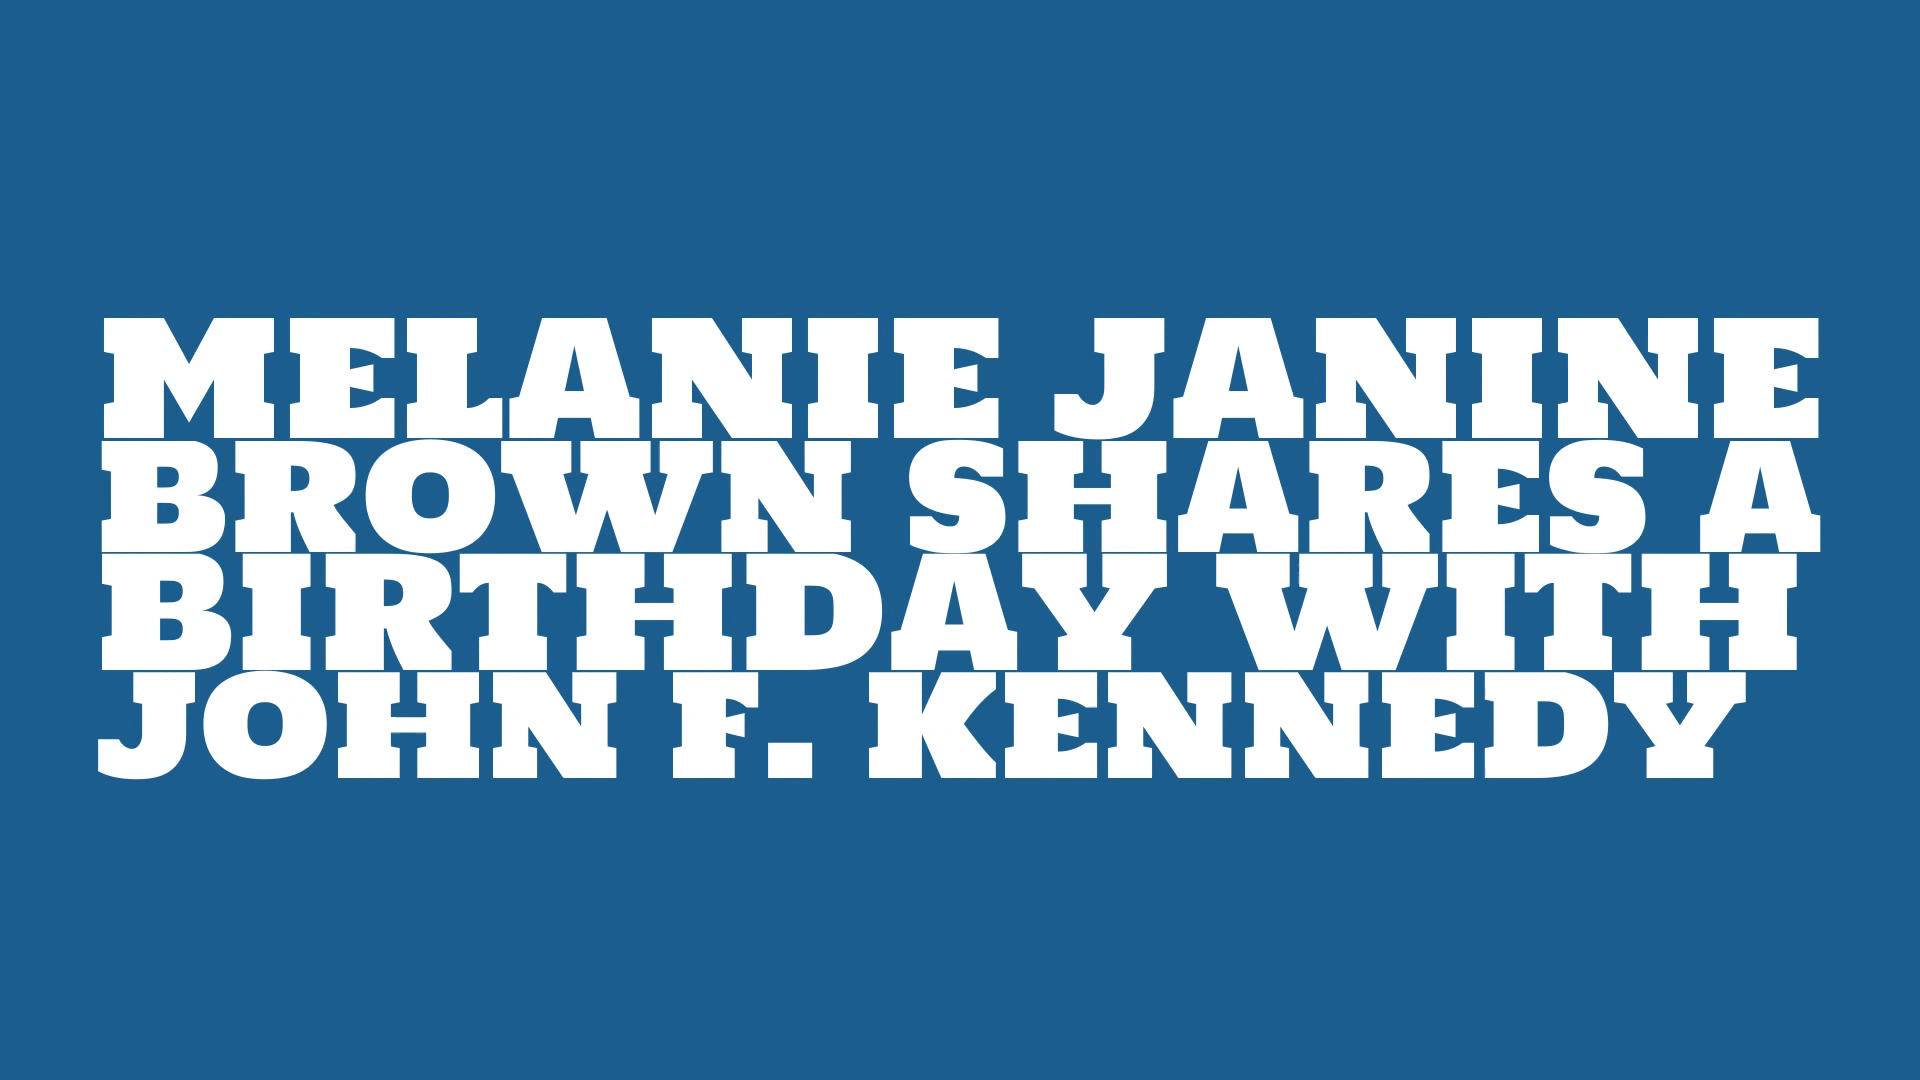 MELANIE JANINE
BROWN SHARES A
BIRTHDAY WITH
JOHN F. KENNEDY